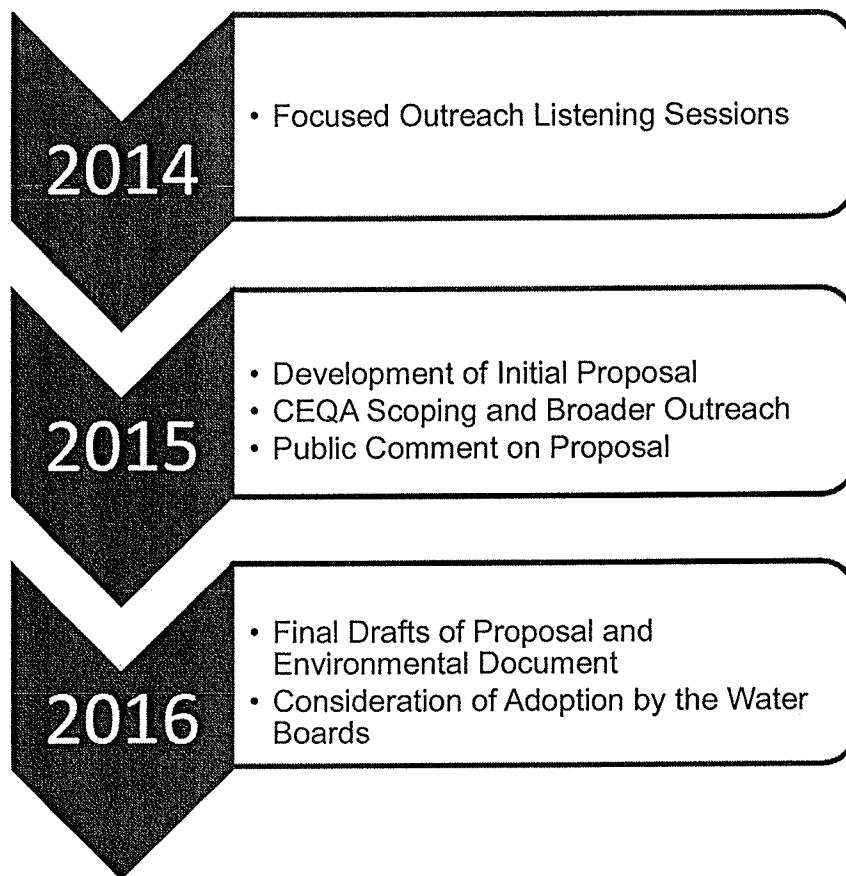 2014
• Focused Outreach Listening Sessions
2015
• Development of Initial Proposal
• CEQA Scoping and Broader Outreach
• Public Comment on Proposal
2016
• Final Drafts of Proposal and
Environmental Document
• Consideration of Adoption by the Water
Boards